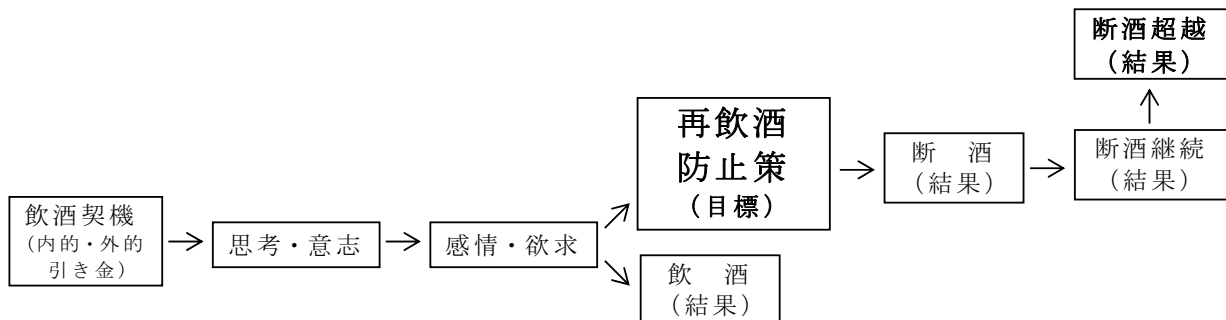 飲酒契機
(内的・外的
引き金)
思考・意志
感情・欲求
再飲酒
防止策
(目標)
飲　酒
(結果)
断　酒
(結果)
断酒継続
(結果)
断酒超越
(結果)